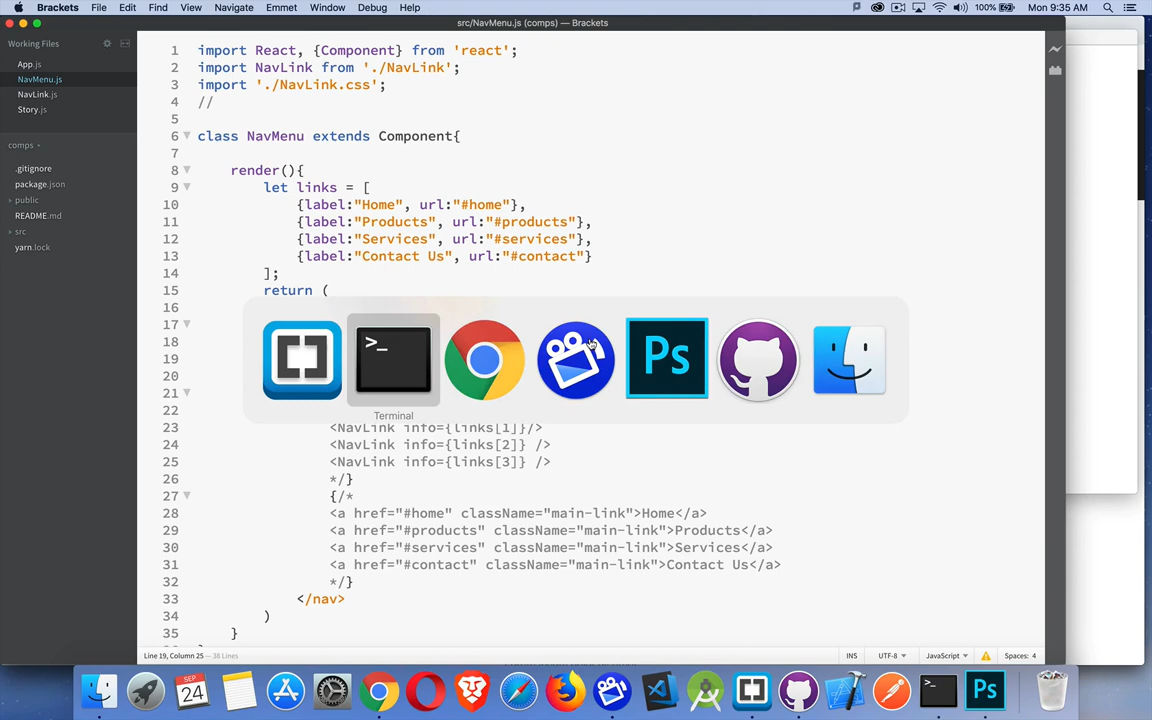 Brackets File Edit Find View Navigate Emmet Window Debug Help 100% Mon 9:35 AM
src/NavMenu.js (comps) — Brackets
Working Files
App.js
NavMenu.js
NavLink.js
Story.js
comps
.gitignore
package.json
public
README.md
src
yarn.lock
1 import React, {Component} from 'react';
2 import NavLink from './NavLink';
3 import './NavLink.css';
4 //
5
6 class NavMenu extends Component{
7
8 render(){
9 let links = [
10 {label:"Home", url:"#home"},
11 {label:"Products", url:"#products"},
12 {label:"Services", url:"#services"},
13 {label:"Contact Us", url:"#contact"}
14 ];
15 return (
16
17
18
19
20
21
22
Ps
Terminal
23 <NavLink info={links[1]}/>
24 <NavLink info={links[2]} />
25 <NavLink info={links[3]} />
26 */}
27 {/*
28 <a href="#home" className="main-link">Home</a>
29 <a href="#products" className="main-link">Products</a>
30 <a href="#services" className="main-link">Services</a>
31 <a href="#contact" className="main-link">Contact Us</a>
32 */}
33 </nav>
34 )
35 }
Line 19, Column 25 — 38 Lines
INS UTF-8 JavaScript Spaces: 4
SEP
24
Ps